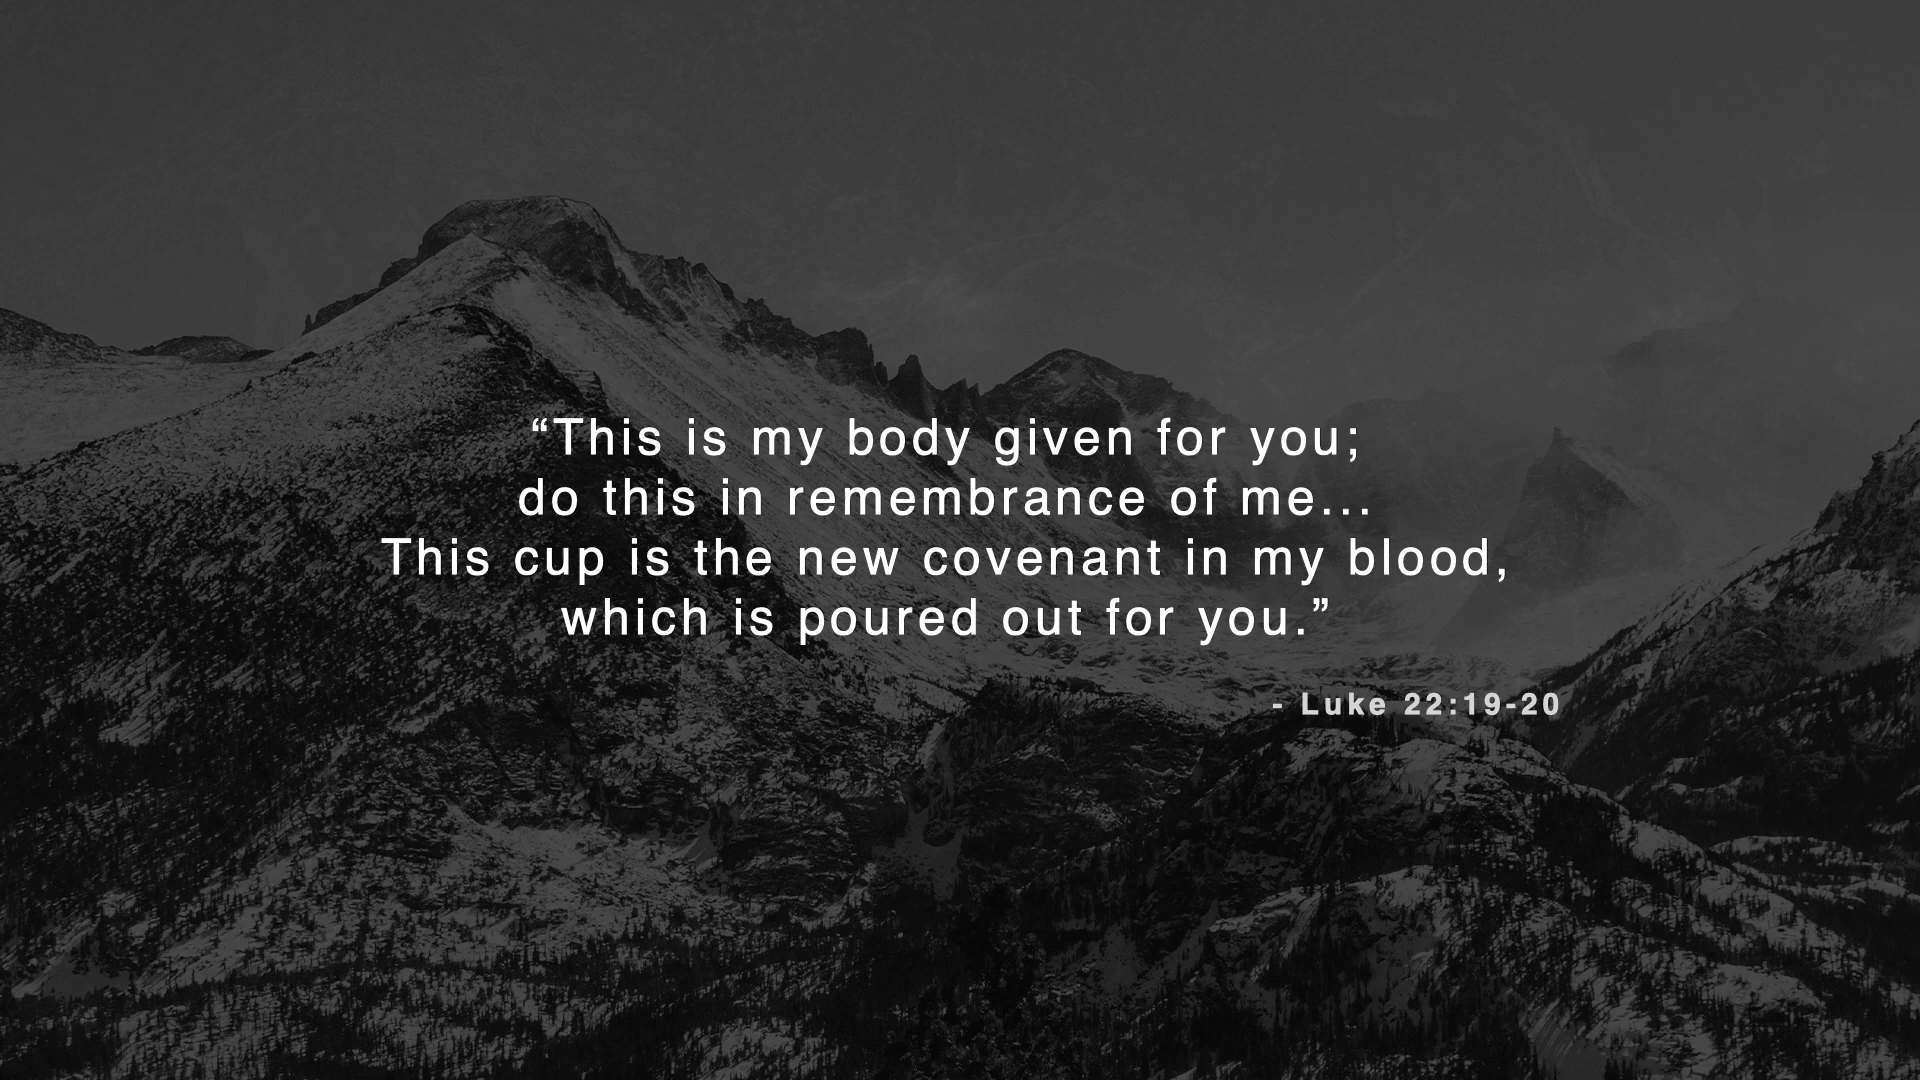 “This is my body given for you;
do this in remembrance of me...
This cup is the new covenant in my blood,
which is poured out for you.”
- Luke 22:19-20